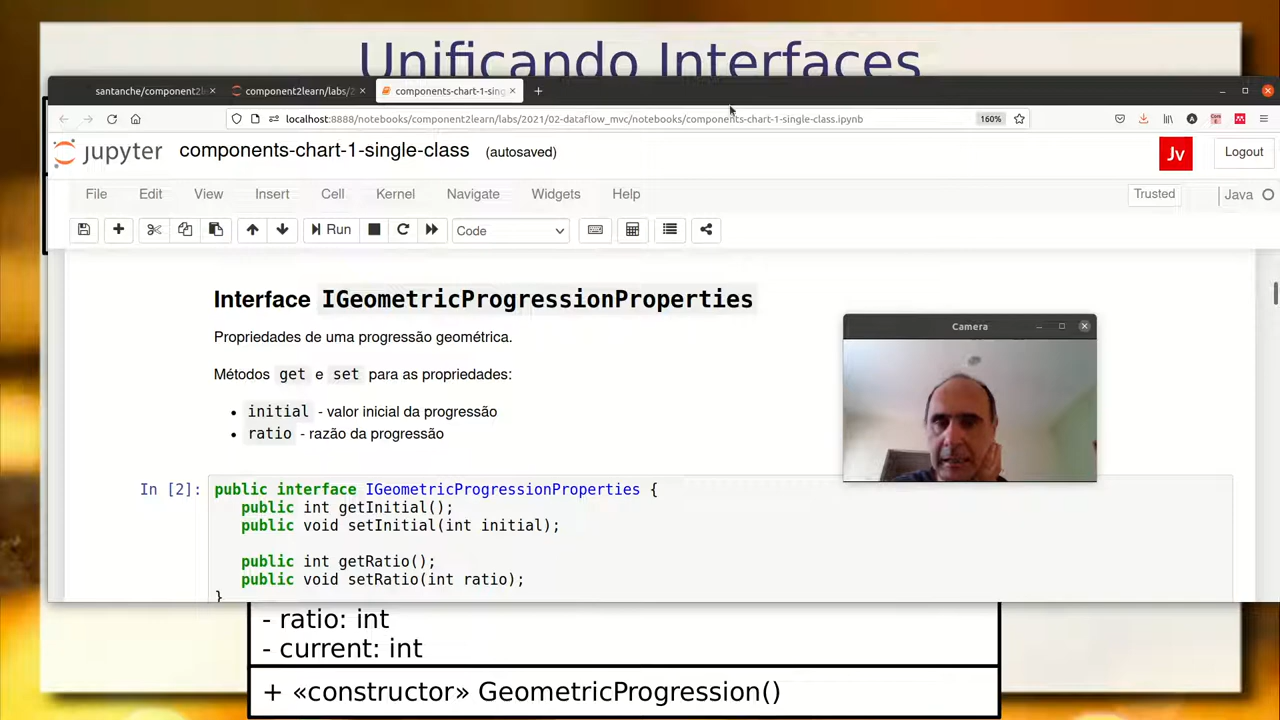 Unificando Interfaces
santanche/component2le
component2learn/labs/2
components-chart-1-sing
localhost:8888/notebooks/component2learn/labs/2021/02-dataflow_mvc/notebooks/components-chart-1-single-class.ipynb
160%
jupyter components-chart-1-single-class (autosaved)
Jv
Logout
File Edit View Insert Cell Kernel Navigate Widgets Help
Trusted
Java
Run
Code
Interface IGeometricProgressionProperties
Propriedades de uma progressão geométrica.
Camera
Métodos get e set para as propriedades:
• initial - valor inicial da progressão
• ratio - razão da progressão
In [2]: public interface IGeometricProgressionProperties {
public int getInitial();
public void setInitial(int initial);
public int getRatio();
public void setRatio(int ratio);
}
- ratio: int
- current: int
+ «constructor» GeometricProgression()